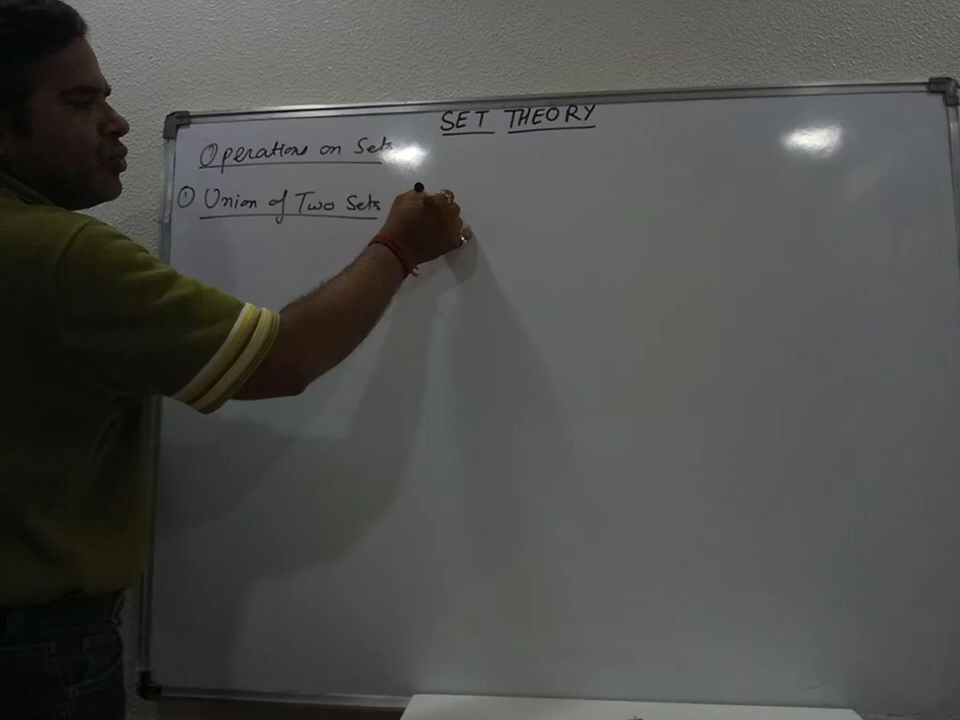 SET THEORY
Operations on Sets
① Union of Two Sets